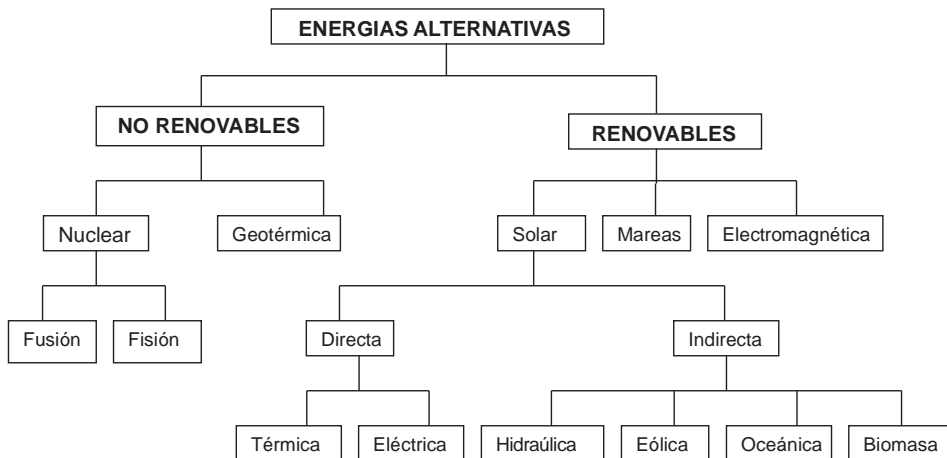 ENERGIAS ALTERNATIVAS
NO RENOVABLES
RENOVABLES
Nuclear
Geotérmica
Solar
Mareas
Electromagnética
Fusión
Fisión
Directa
Indirecta
Térmica
Eléctrica
Hidraúlica
Eólica
Oceánica
Biomasa